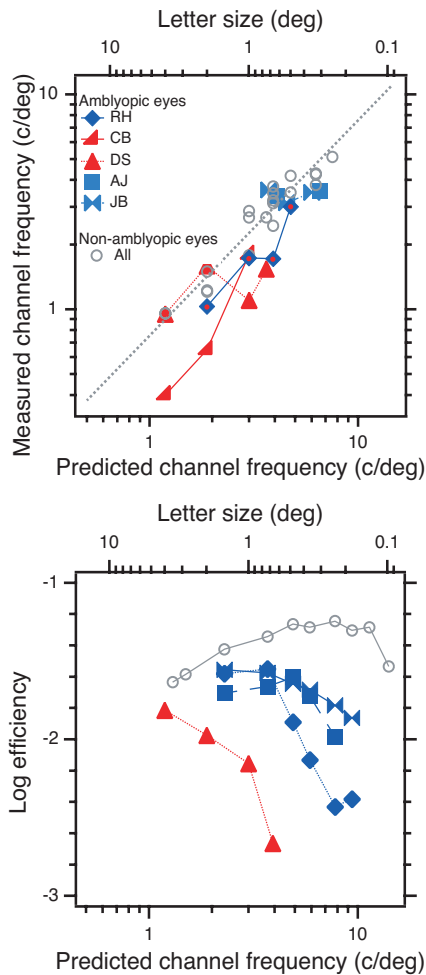 Letter size (deg)
10 1 0.1
10
1
Measured channel frequency (c/deg)
Amblyopic eyes
RH
CB
DS
AJ
JB
Non-amblyopic eyes
All
1 10
Predicted channel frequency (c/deg)
Letter size (deg)
10 1 0.1
-1
-2
-3
Log efficiency
1 10
Predicted channel frequency (c/deg)